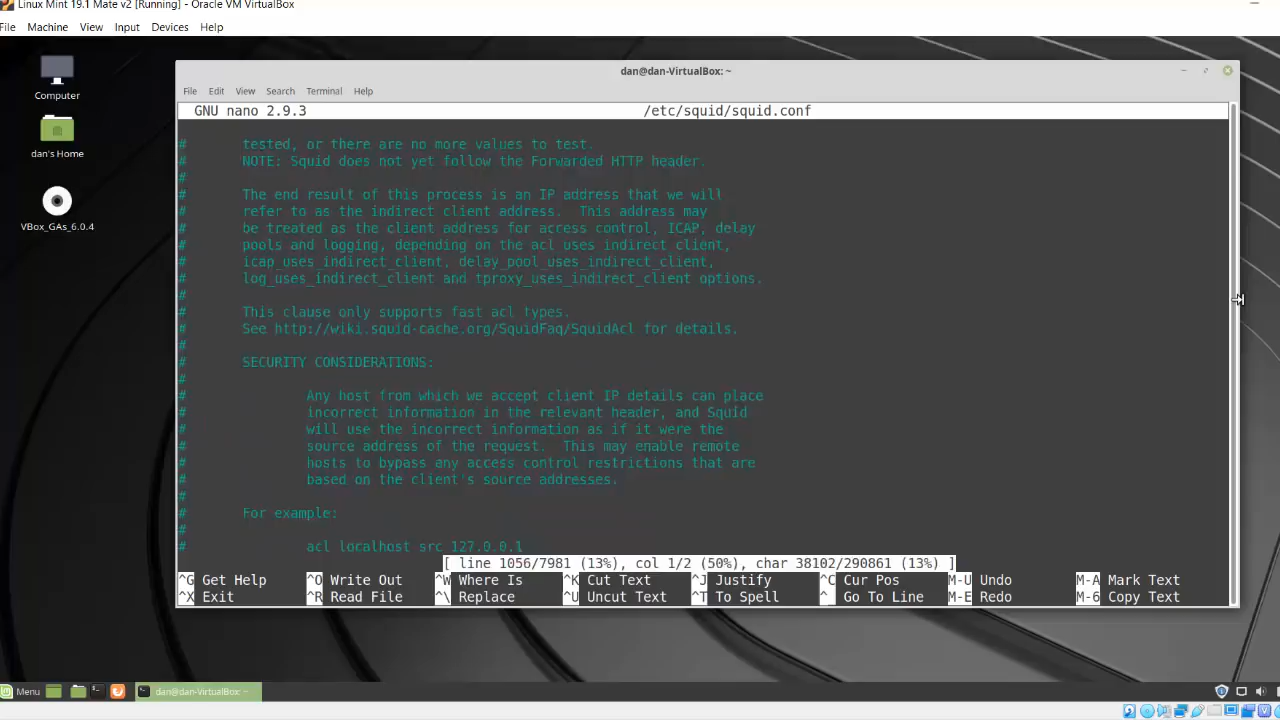 Linux Mint 19.1 Mate v2 [Running] - Oracle VM VirtualBox
File Machine View Input Devices Help
Computer
dan's Home
VBox_GAs_6.0.4
dan@dan-VirtualBox: ~
File Edit View Search Terminal Help
GNU nano 2.9.3 /etc/squid/squid.conf
# tested, or there are no more values to test.
# NOTE: Squid does not yet follow the Forwarded HTTP header.
#
# The end result of this process is an IP address that we will
# refer to as the indirect client address. This address may
# be treated as the client address for access control, ICAP, delay
# pools and logging, depending on the acl_uses_indirect_client,
# icap_uses_indirect_client, delay_pool_uses_indirect_client,
# log_uses_indirect_client and tproxy_uses_indirect_client options.
#
# This clause only supports fast acl types.
# See http://wiki.squid-cache.org/SquidFaq/SquidAcl for details.
#
# SECURITY CONSIDERATIONS:
#
# Any host from which we accept client IP details can place
# incorrect information in the relevant header, and Squid
# will use the incorrect information as if it were the
# source address of the request. This may enable remote
# hosts to bypass any access control restrictions that are
# based on the client's source addresses.
#
# For example:
#
# acl localhost src 127.0.0.1
[ line 1056/7981 (13%), col 1/2 (50%), char 38102/290861 (13%) ]
^G Get Help ^O Write Out ^W Where Is ^K Cut Text ^J Justify ^C Cur Pos M-U Undo M-A Mark Text
^X Exit ^R Read File ^\ Replace ^U Uncut Text ^T To Spell ^_ Go To Line M-E Redo M-6 Copy Text
Menu dan@dan-VirtualBox: ~